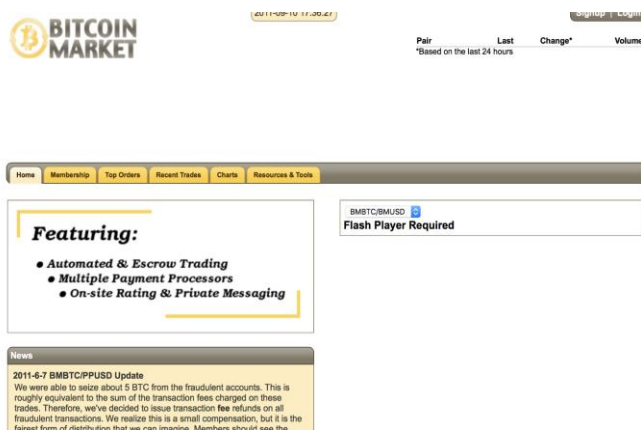 BITCOIN
MARKET
2011-09-10 17:36:27
Signup | Login
Pair Last Change* Volume
*Based on the last 24 hours
Home Membership Top Orders Recent Trades Charts Resources & Tools
Featuring:
• Automated & Escrow Trading
• Multiple Payment Processors
• On-site Rating & Private Messaging
BMBTC/BMUSD
Flash Player Required
News
2011-6-7 BMBTC/PPUSD Update
We were able to seize about 5 BTC from the fraudulent accounts. This is
roughly equivalent to the sum of the transaction fees charged on these
trades. Therefore, we've decided to issue transaction fee refunds on all
fraudulent transactions. We realize this is a small compensation, but it is the
fairest form of distribution that we can imagine. Members should see the